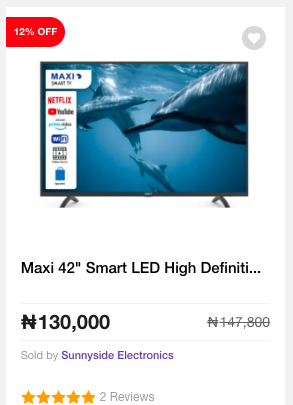 12% OFF
MAXI
SMART TV
NETFLIX
YouTube
prime video
WiFi
Maxi 42" Smart LED High Definiti...
₦130,000
₦147,800
Sold by Sunnyside Electronics
2 Reviews